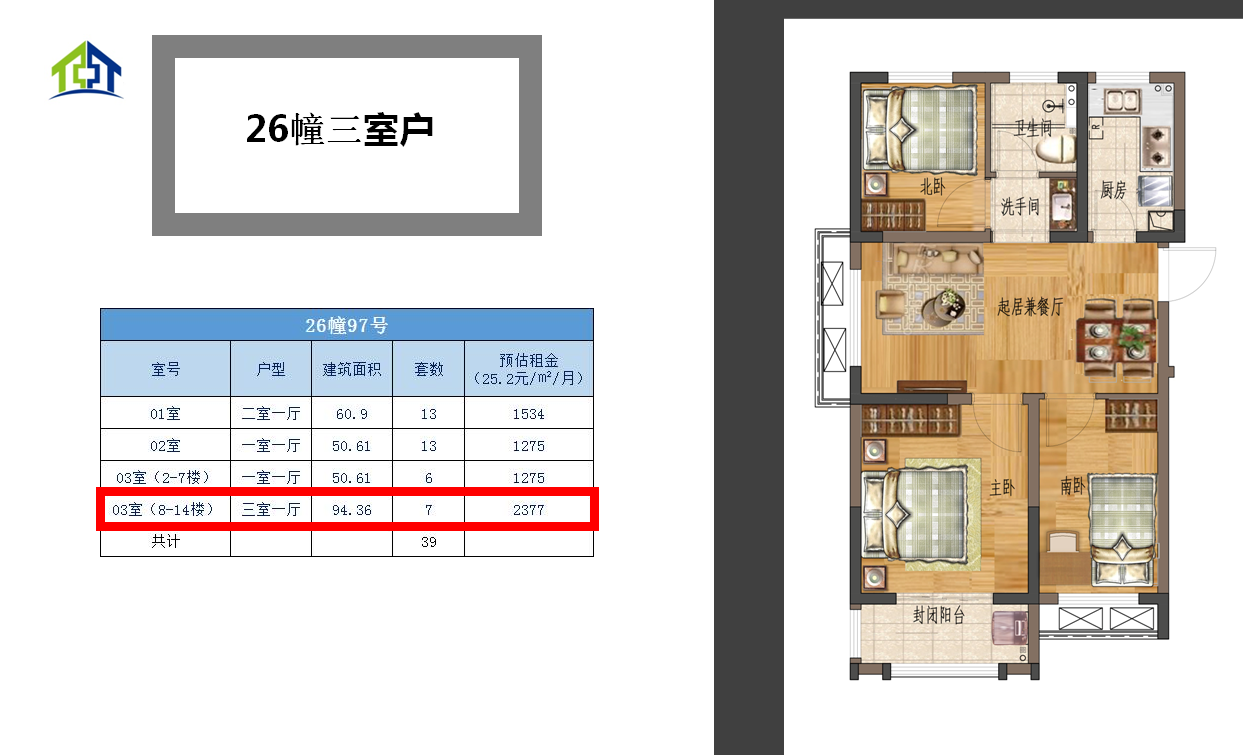 26幢三室户
26幢97号
室号 户型 建筑面积 套数 预估租金
（25.2元/㎡/月）
01室 二室一厅 60.9 13 1534
02室 一室一厅 50.61 13 1275
03室（2-7楼） 一室一厅 50.61 6 1275
03室（8-14楼） 三室一厅 94.36 7 2377
共计 39
卫生间
R
北卧
洗手间
厨房
起居兼餐厅
主卧
南卧
封闭阳台